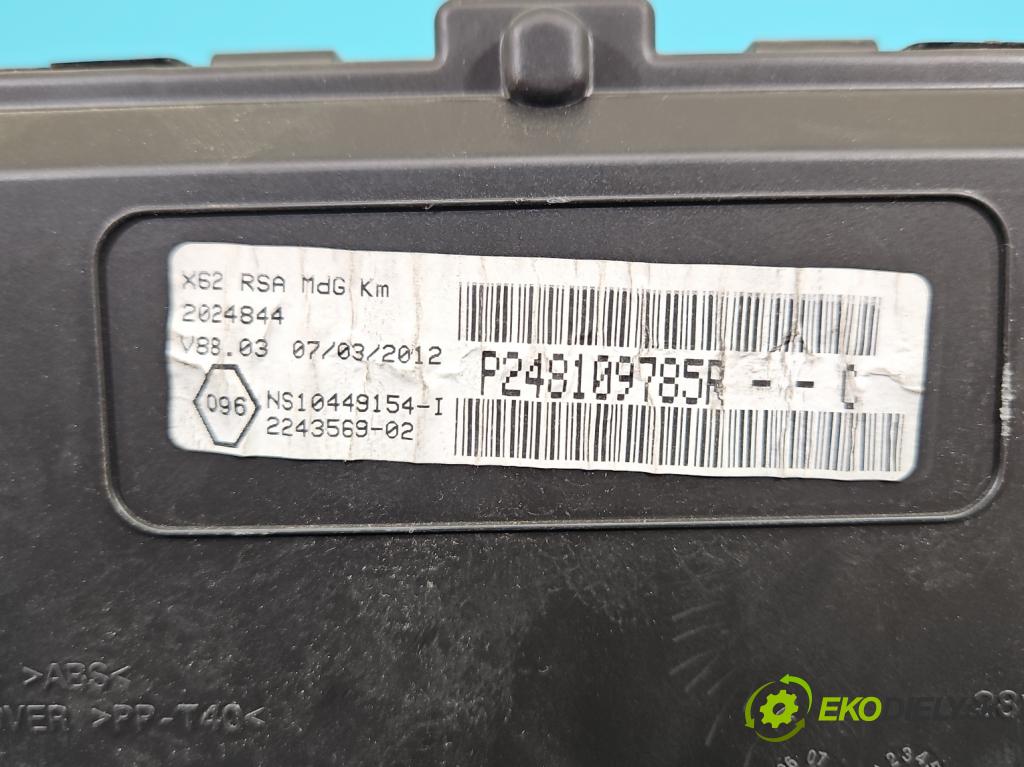 X62 RSA MdG Km
2024844
V88.03 07/03/2012
P248109785R - - C
096
NS10449154-I
2243569-02
>ABS<
>PP-T40<
EKODIELY.SK